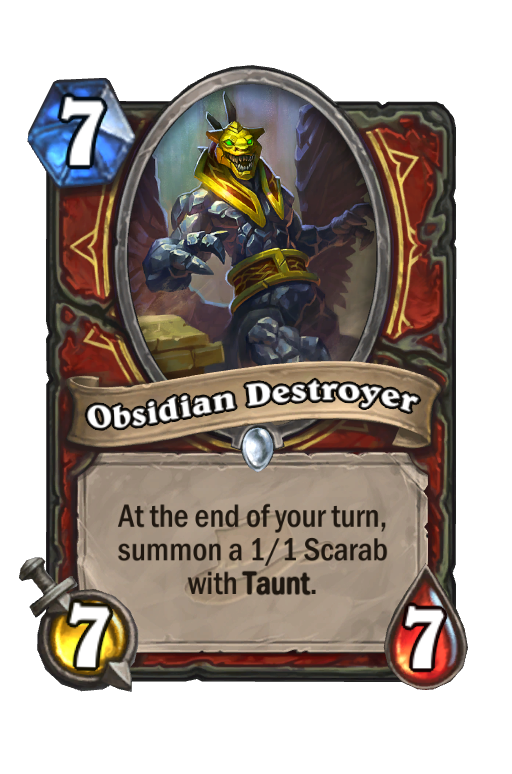 7
Obsidian Destroyer
At the end of your turn,
summon a 1/1 Scarab
with Taunt.
7
7